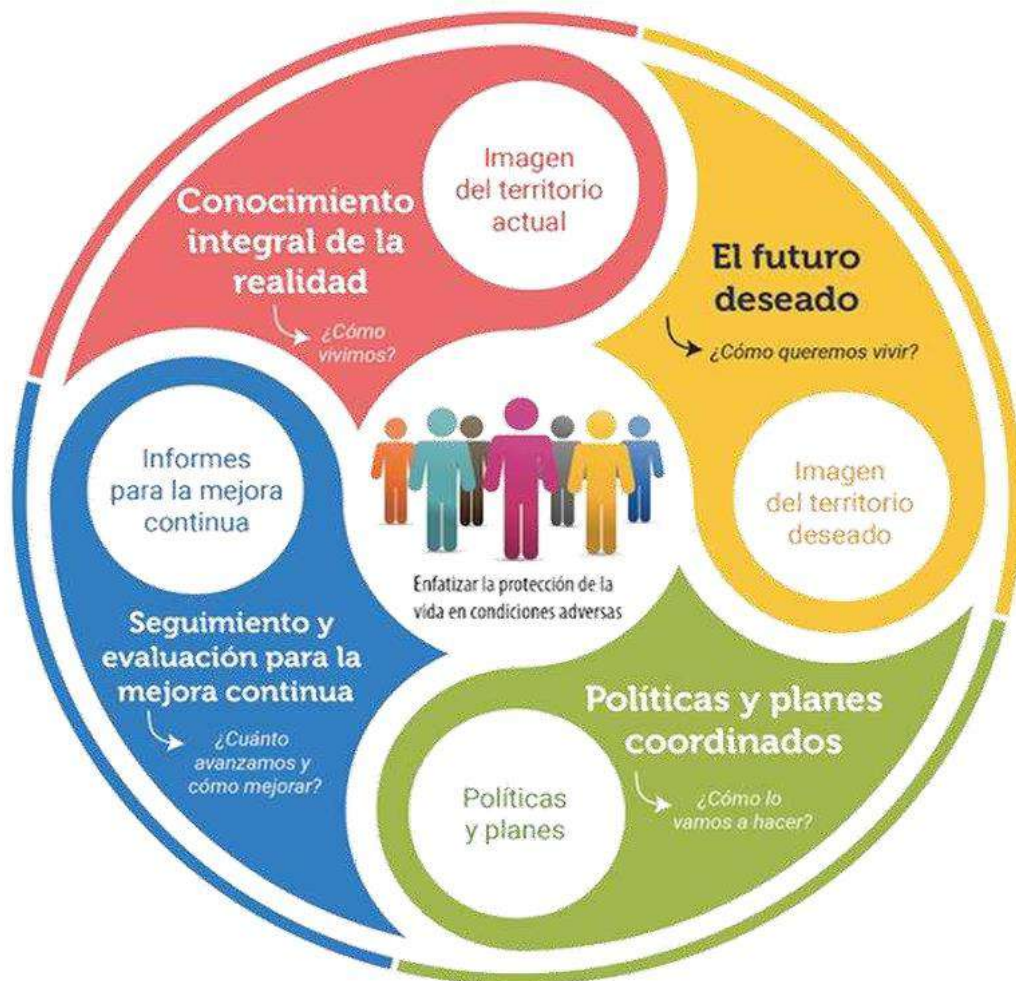 Conocimiento
integral de la
realidad
¿Cómo
vivimos?
Imagen
del territorio
actual
El futuro
deseado
¿Cómo queremos vivir?
Imagen
del territorio
deseado
Políticas y planes
coordinados
¿Cómo lo
vamos a hacer?
Políticas
y planes
Seguimiento y
evaluación para la
mejora continua
¿Cuánto
avanzamos y
cómo mejorar?
Informes
para la mejora
continua
Enfatizar la protección de la
vida en condiciones adversas